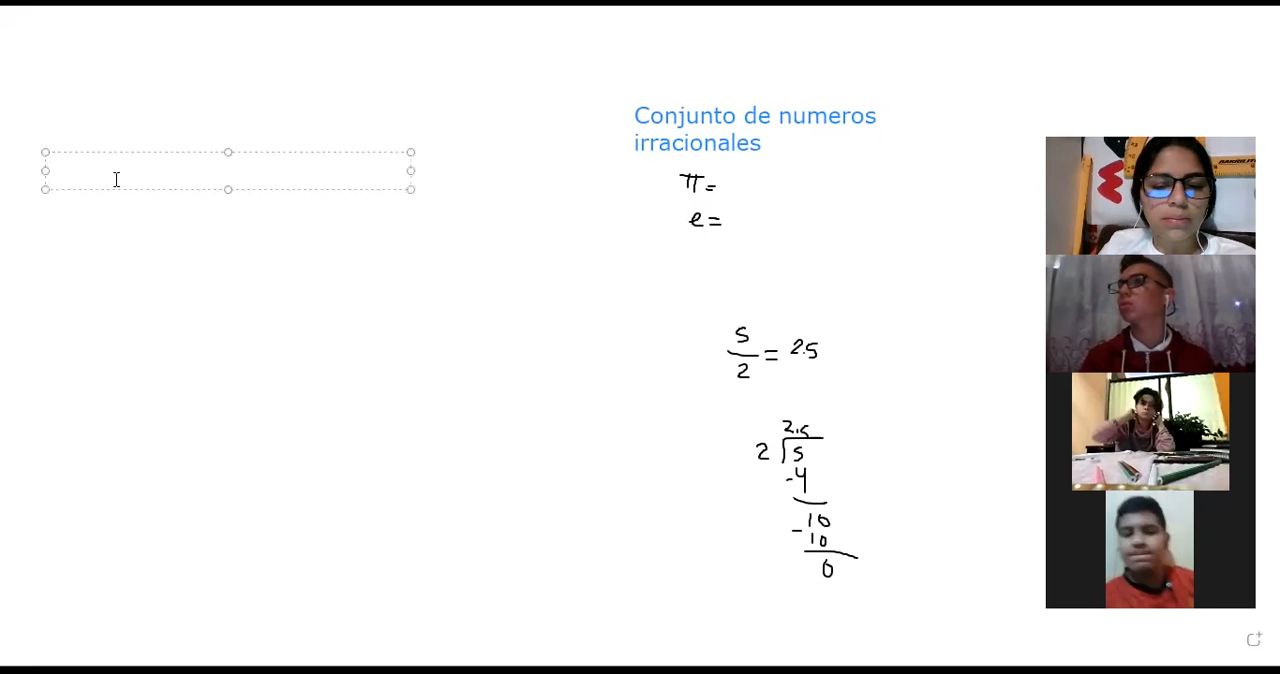 Conjunto de numeros
irracionales
π=
e=
5/2 = 2.5
2.5
2 5
-4
-10
10
0